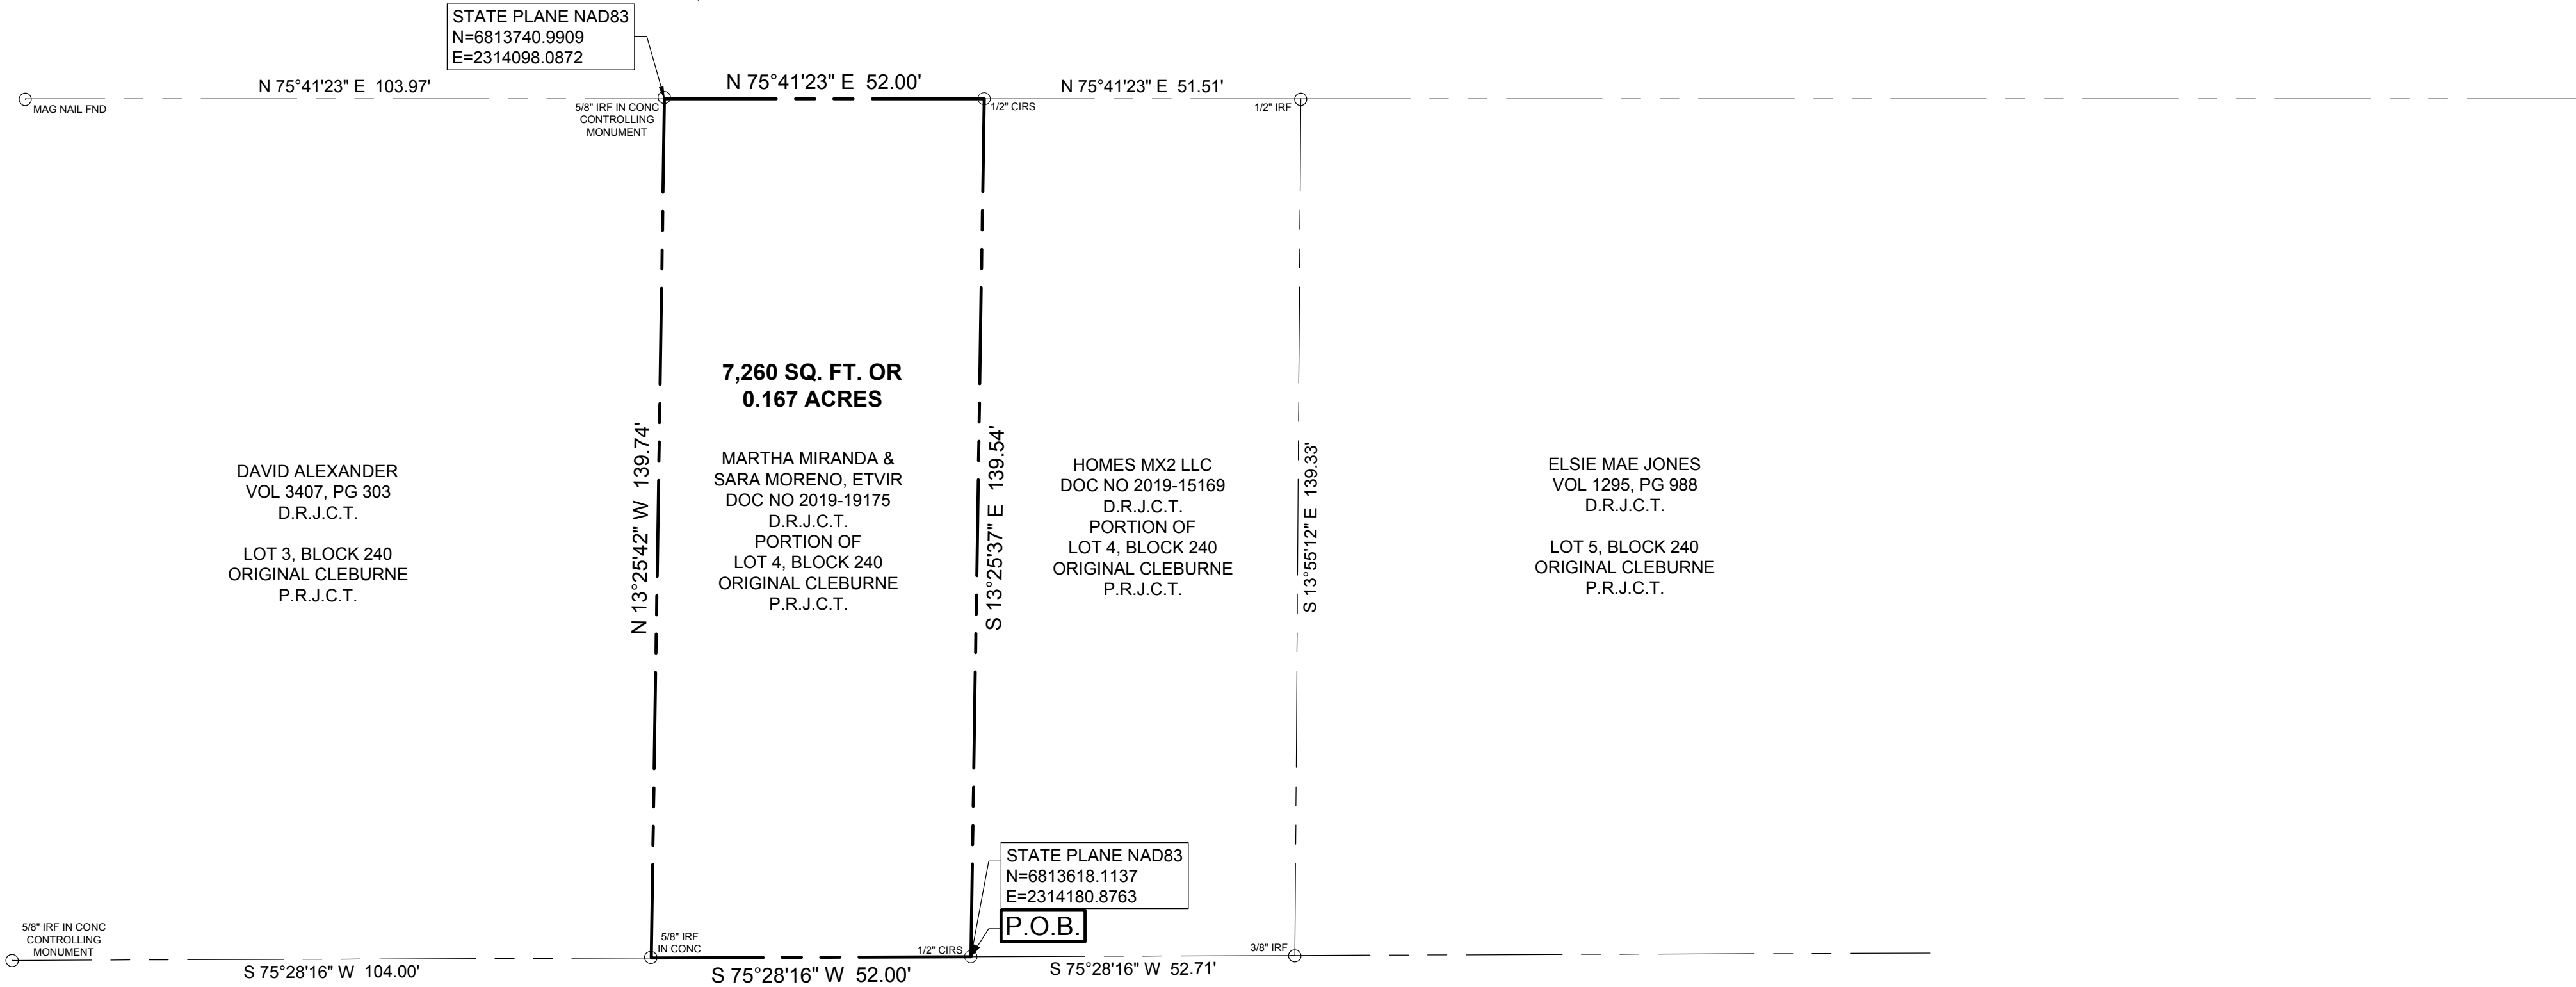 STATE PLANE NAD83
N=6813740.9909
E=2314098.0872
N 75°41'23" E 103.97'
N 75°41'23" E 52.00'
N 75°41'23" E 51.51'
MAG NAIL FND
5/8" IRF IN CONC
CONTROLLING
MONUMENT
1/2" CIRS
1/2" IRF
7,260 SQ. FT. OR
0.167 ACRES
N 13°25'42" W 139.74'
S 13°25'37" E 139.54'
S 13°55'12" E 139.33'
DAVID ALEXANDER
VOL 3407, PG 303
D.R.J.C.T.
LOT 3, BLOCK 240
ORIGINAL CLEBURNE
P.R.J.C.T.
MARTHA MIRANDA &
SARA MORENO, ETVIR
DOC NO 2019-19175
D.R.J.C.T.
PORTION OF
LOT 4, BLOCK 240
ORIGINAL CLEBURNE
P.R.J.C.T.
HOMES MX2 LLC
DOC NO 2019-15169
D.R.J.C.T.
PORTION OF
LOT 4, BLOCK 240
ORIGINAL CLEBURNE
P.R.J.C.T.
ELSIE MAE JONES
VOL 1295, PG 988
D.R.J.C.T.
LOT 5, BLOCK 240
ORIGINAL CLEBURNE
P.R.J.C.T.
STATE PLANE NAD83
N=6813618.1137
E=2314180.8763
P.O.B.
5/8" IRF IN CONC
CONTROLLING
MONUMENT
5/8" IRF
IN CONC
1/2" CIRS
3/8" IRF
S 75°28'16" W 104.00'
S 75°28'16" W 52.00'
S 75°28'16" W 52.71'